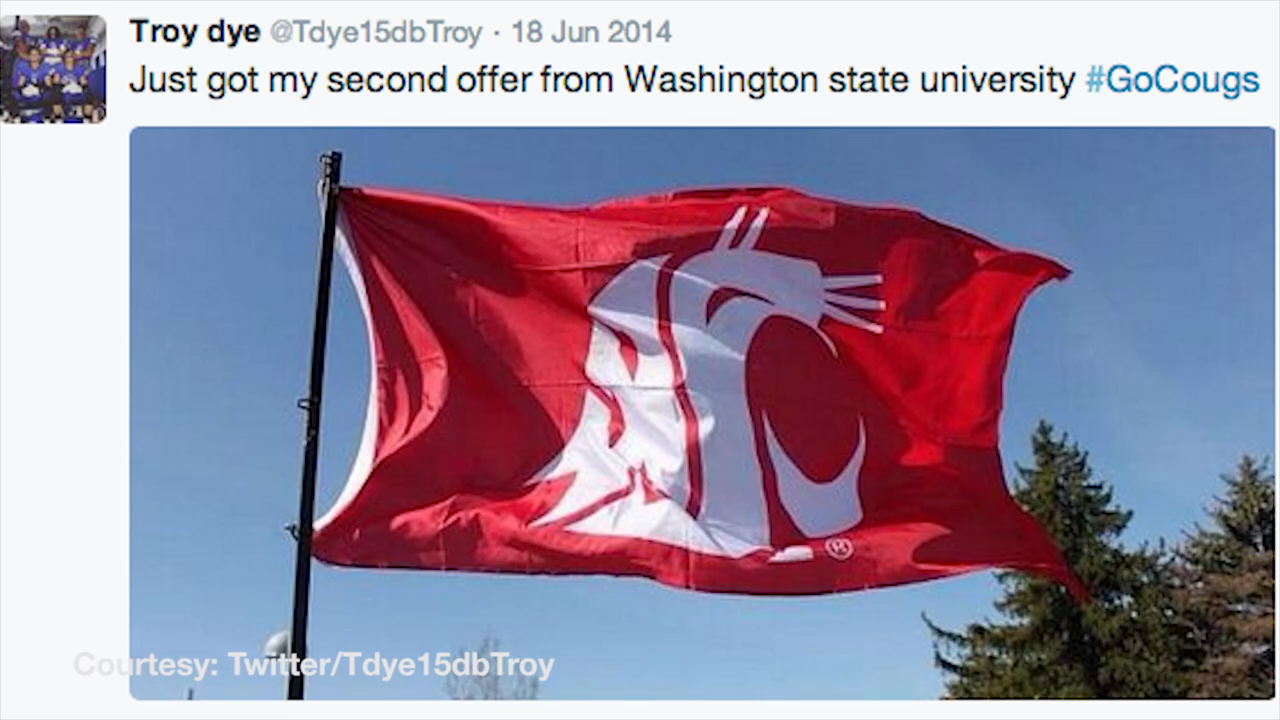 Troy dye @Tdye15dbTroy · 18 Jun 2014
Just got my second offer from Washington state university #GoCougs
®
Courtesy: Twitter/Tdye15dbTroy